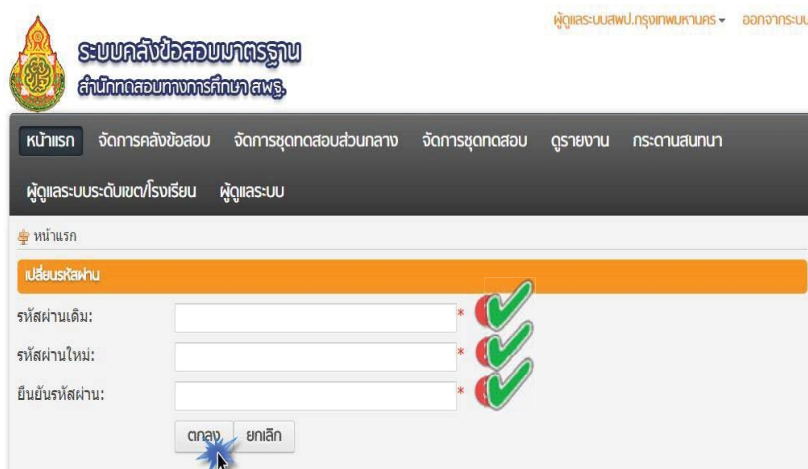 ผู้ดูแลระบบสพป.กรุงเทพมหานคร ออกจากระบบ
ระบบคลังข้อสอบมาตรฐาน
สำนักทดสอบทางการศึกษา สพฐ.
หน้าแรก จัดการคลังข้อสอบ จัดการชุดทดสอบส่วนกลาง จัดการชุดทดสอบ ดูรายงาน กระดานสนทนา
ผู้ดูแลระบบระดับเขต/โรงเรียน ผู้ดูแลระบบ
หน้าแรก
เปลี่ยนรหัสผ่าน
รหัสผ่านเดิม: *
รหัสผ่านใหม่: *
ยืนยันรหัสผ่าน: *
ตกลง ยกเลิก